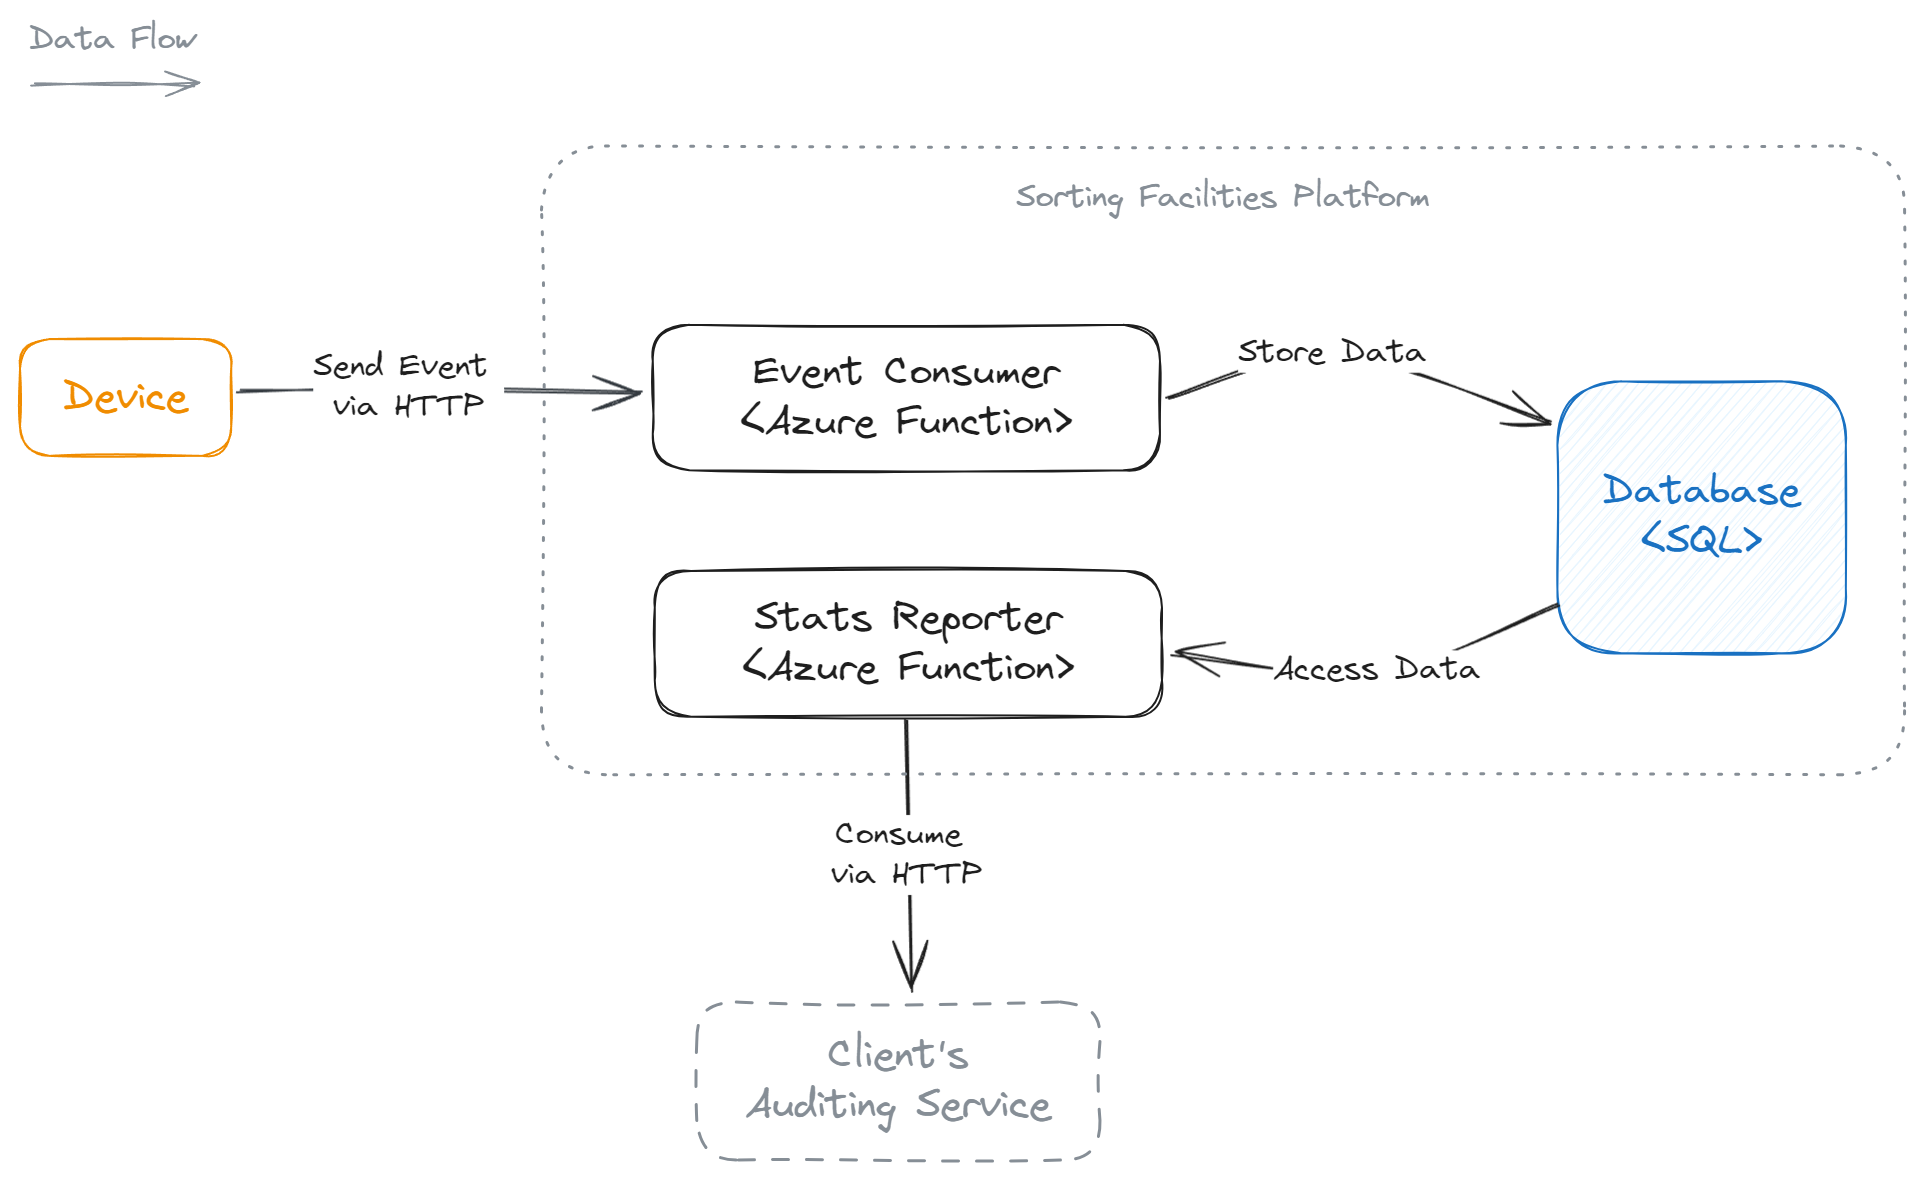 Data Flow
Sorting Facilities Platform
Device
Send Event
via HTTP
Event Consumer
<Azure Function>
Store Data
Database
<SQL>
Stats Reporter
<Azure Function>
Access Data
Consume
via HTTP
Client's
Auditing Service